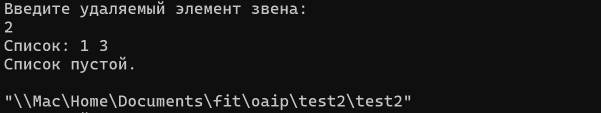 Введите удаляемый элемент звена:
2
Список: 1 3
Список пустой.
"\\Mac\Home\Documents\fit\oaip\test2\test2"